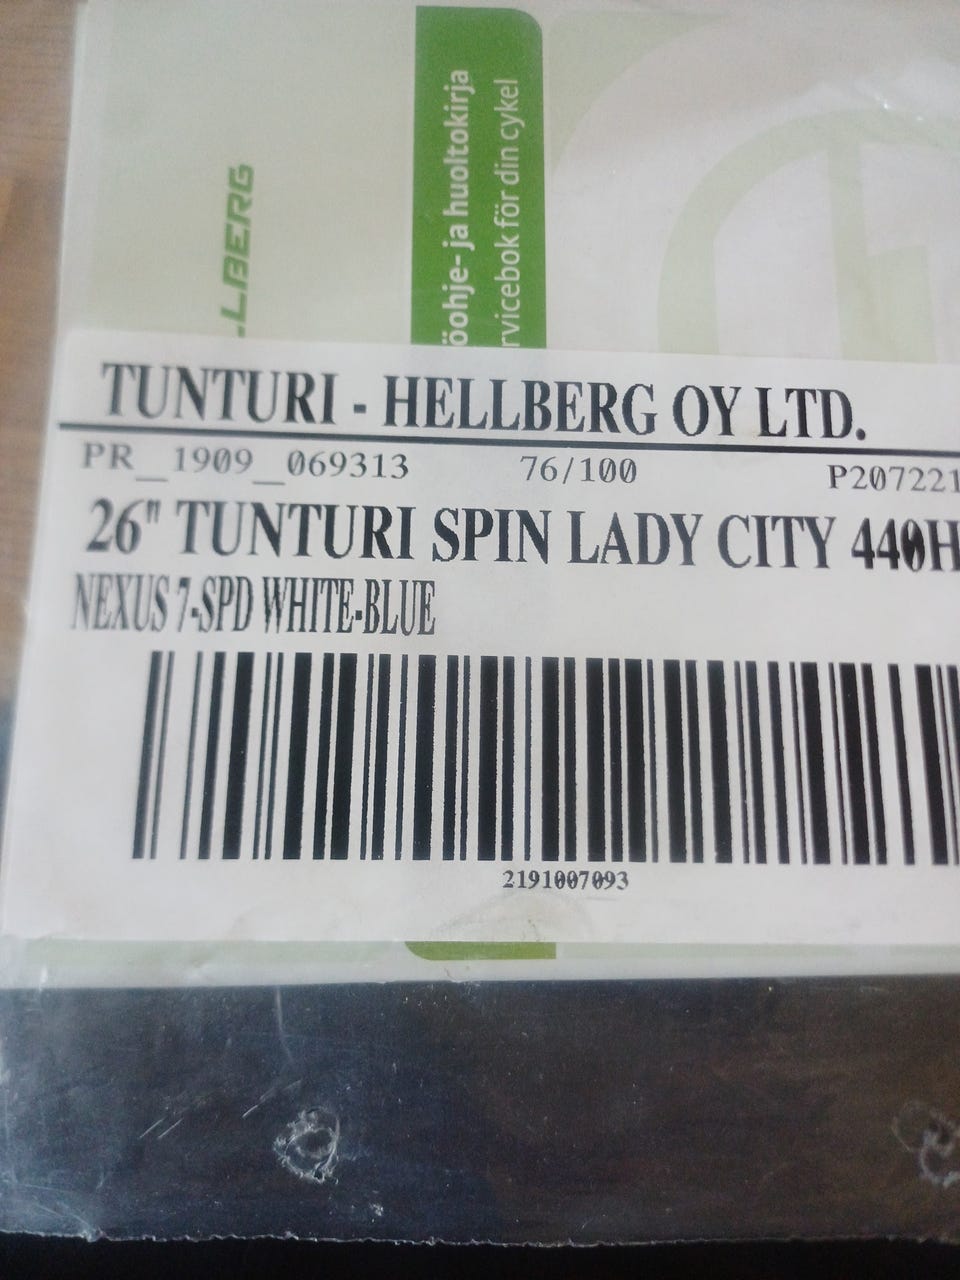 öohje- ja huoltokirja
rvicebok för din cykel
LLBERG
TUNTURI - HELLBERG OY LTD.
PR_1909_069313 76/100 P207221
26" TUNTURI SPIN LADY CITY 440H
NEXUS 7-SPD WHITE-BLUE
2191007093